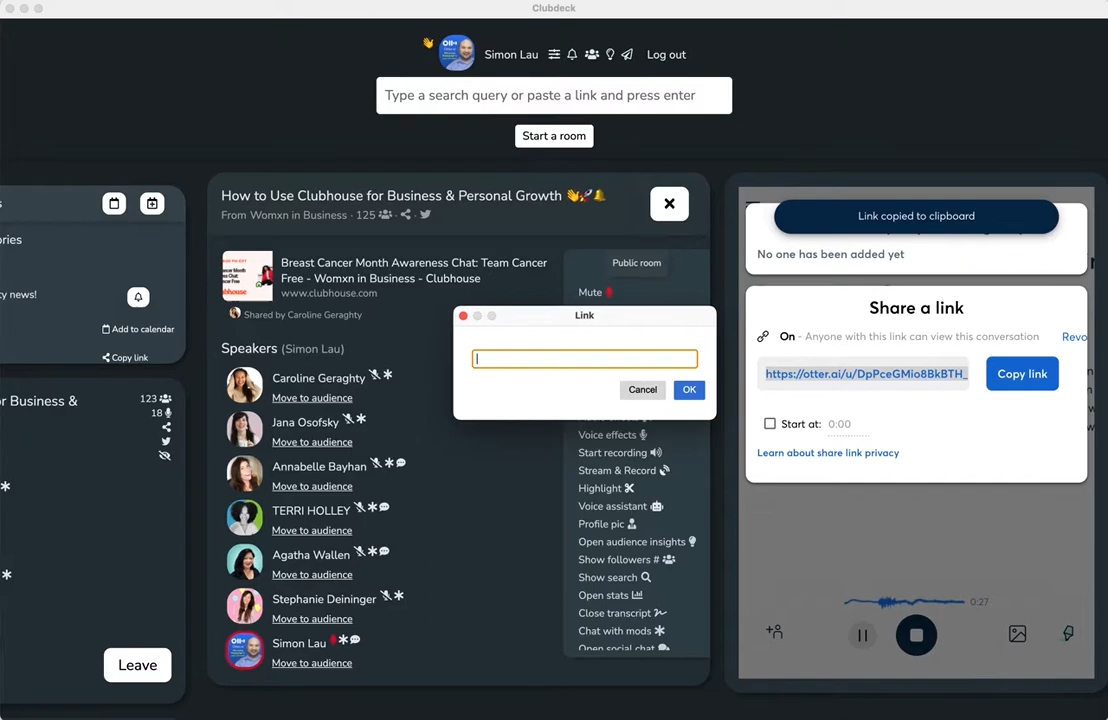 Clubdeck
Simon Lau
Log out
Type a search query or paste a link and press enter
Start a room
s
ories
ty news!
Add to calendar
Copy link
or Business &
123
18
Leave
How to Use Clubhouse for Business & Personal Growth 👋🚀🔔
From Womxn in Business · 125 · ·
Breast Cancer Month Awareness Chat: Team Cancer
Free - Womxn in Business - Clubhouse
www.clubhouse.com
Shared by Caroline Geraghty
Speakers (Simon Lau)
Caroline Geraghty
Move to audience
Jana Osofsky
Move to audience
Annabelle Bayhan
Move to audience
TERRI HOLLEY
Move to audience
Agatha Wallen
Move to audience
Stephanie Deininger
Move to audience
Simon Lau
Move to audience
Public room
Mute
Link
Cancel
OK
Voice effects
Start recording
Stream & Record
Highlight
Voice assistant
Profile pic
Open audience insights
Show followers #
Show search
Open stats
Close transcript
Chat with mods
Open social chat
Link copied to clipboard
No one has been added yet
Share a link
On - Anyone with this link can view this conversation
Revo
https://otter.ai/u/DpPceGMio8BkBTH_
Copy link
Start at: 0:00
Learn about share link privacy
0:27